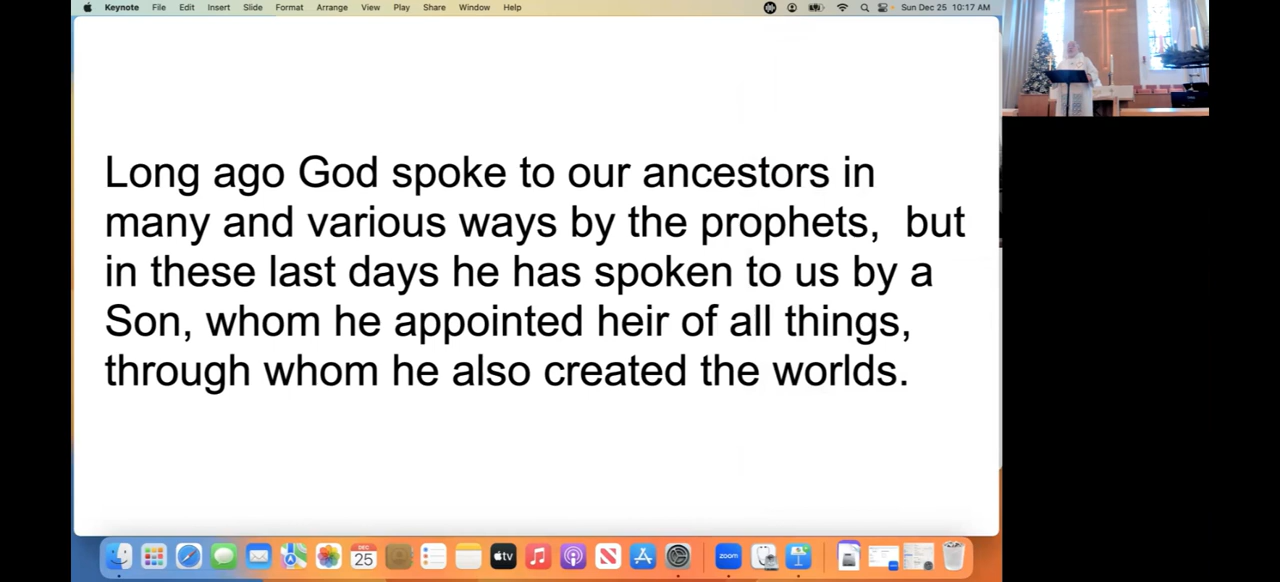 Keynote File Edit Insert Slide Format Arrange View Play Share Window Help Sun Dec 25 10:17 AM
Long ago God spoke to our ancestors in
many and various ways by the prophets,  but
in these last days he has spoken to us by a
Son, whom he appointed heir of all things,
through whom he also created the worlds.
DEC
25
tv
zoom